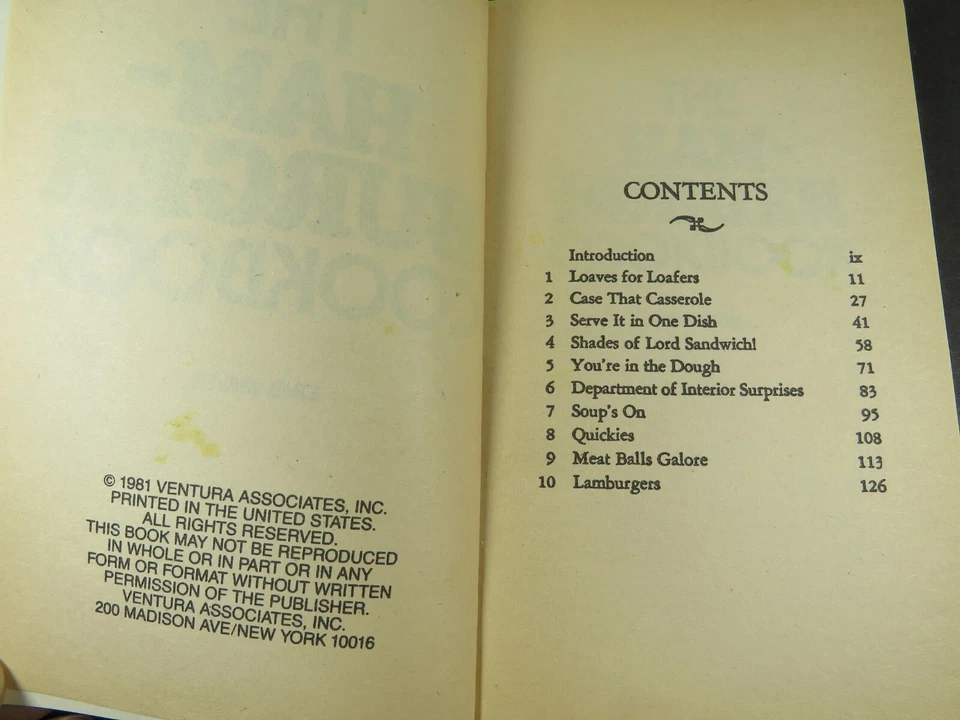 © 1981 VENTURA ASSOCIATES, INC.
PRINTED IN THE UNITED STATES.
ALL RIGHTS RESERVED.
THIS BOOK MAY NOT BE REPRODUCED
IN WHOLE OR IN PART OR IN ANY
FORM OR FORMAT WITHOUT WRITTEN
PERMISSION OF THE PUBLISHER.
VENTURA ASSOCIATES, INC.
200 MADISON AVE/NEW YORK 10016
CONTENTS
Introduction ix
1 Loaves for Loafers 11
2 Case That Casserole 27
3 Serve It in One Dish 41
4 Shades of Lord Sandwich! 58
5 You're in the Dough 71
6 Department of Interior Surprises 83
7 Soup's On 95
8 Quickies 108
9 Meat Balls Galore 113
10 Lamburgers 126